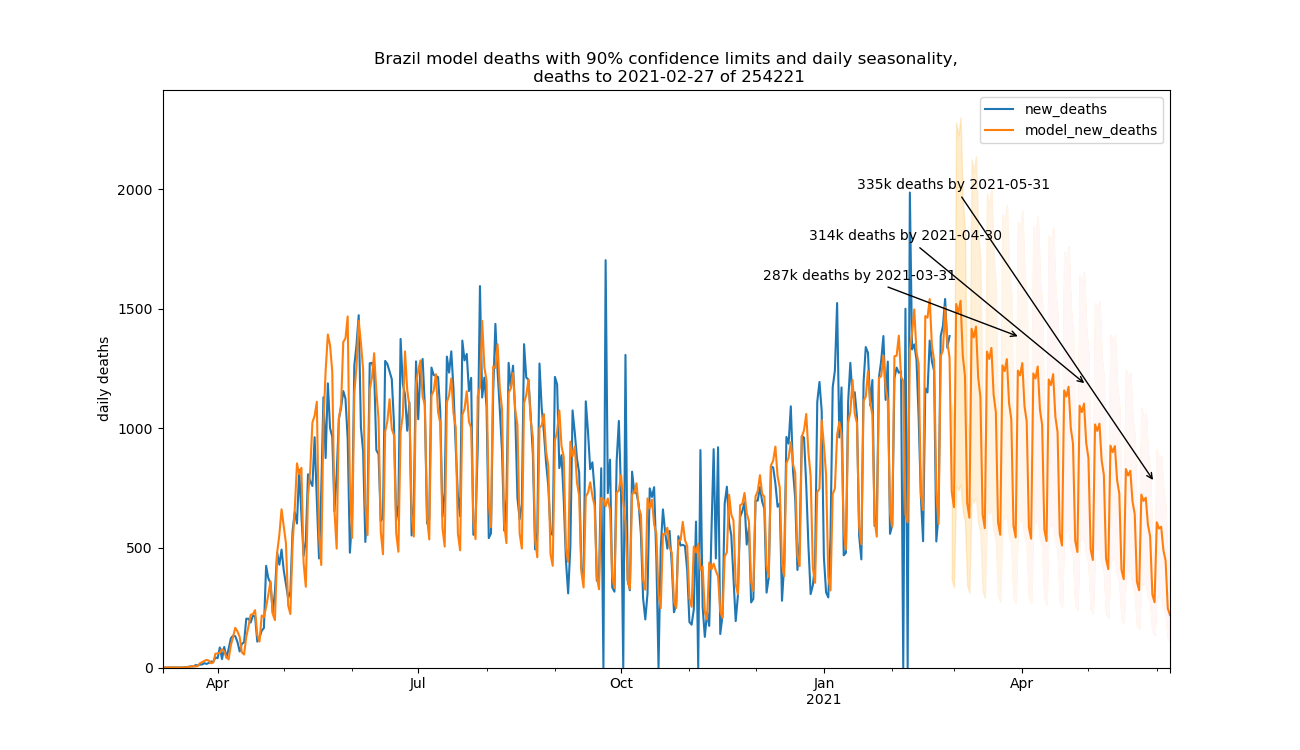 Brazil model deaths with 90% confidence limits and daily seasonality,
deaths to 2021-02-27 of 254221
new_deaths
model_new_deaths
2000
335k deaths by 2021-05-31
314k deaths by 2021-04-30
287k deaths by 2021-03-31
1500
daily deaths
1000
500
0
Apr
Jul
Oct
Jan
2021
Apr